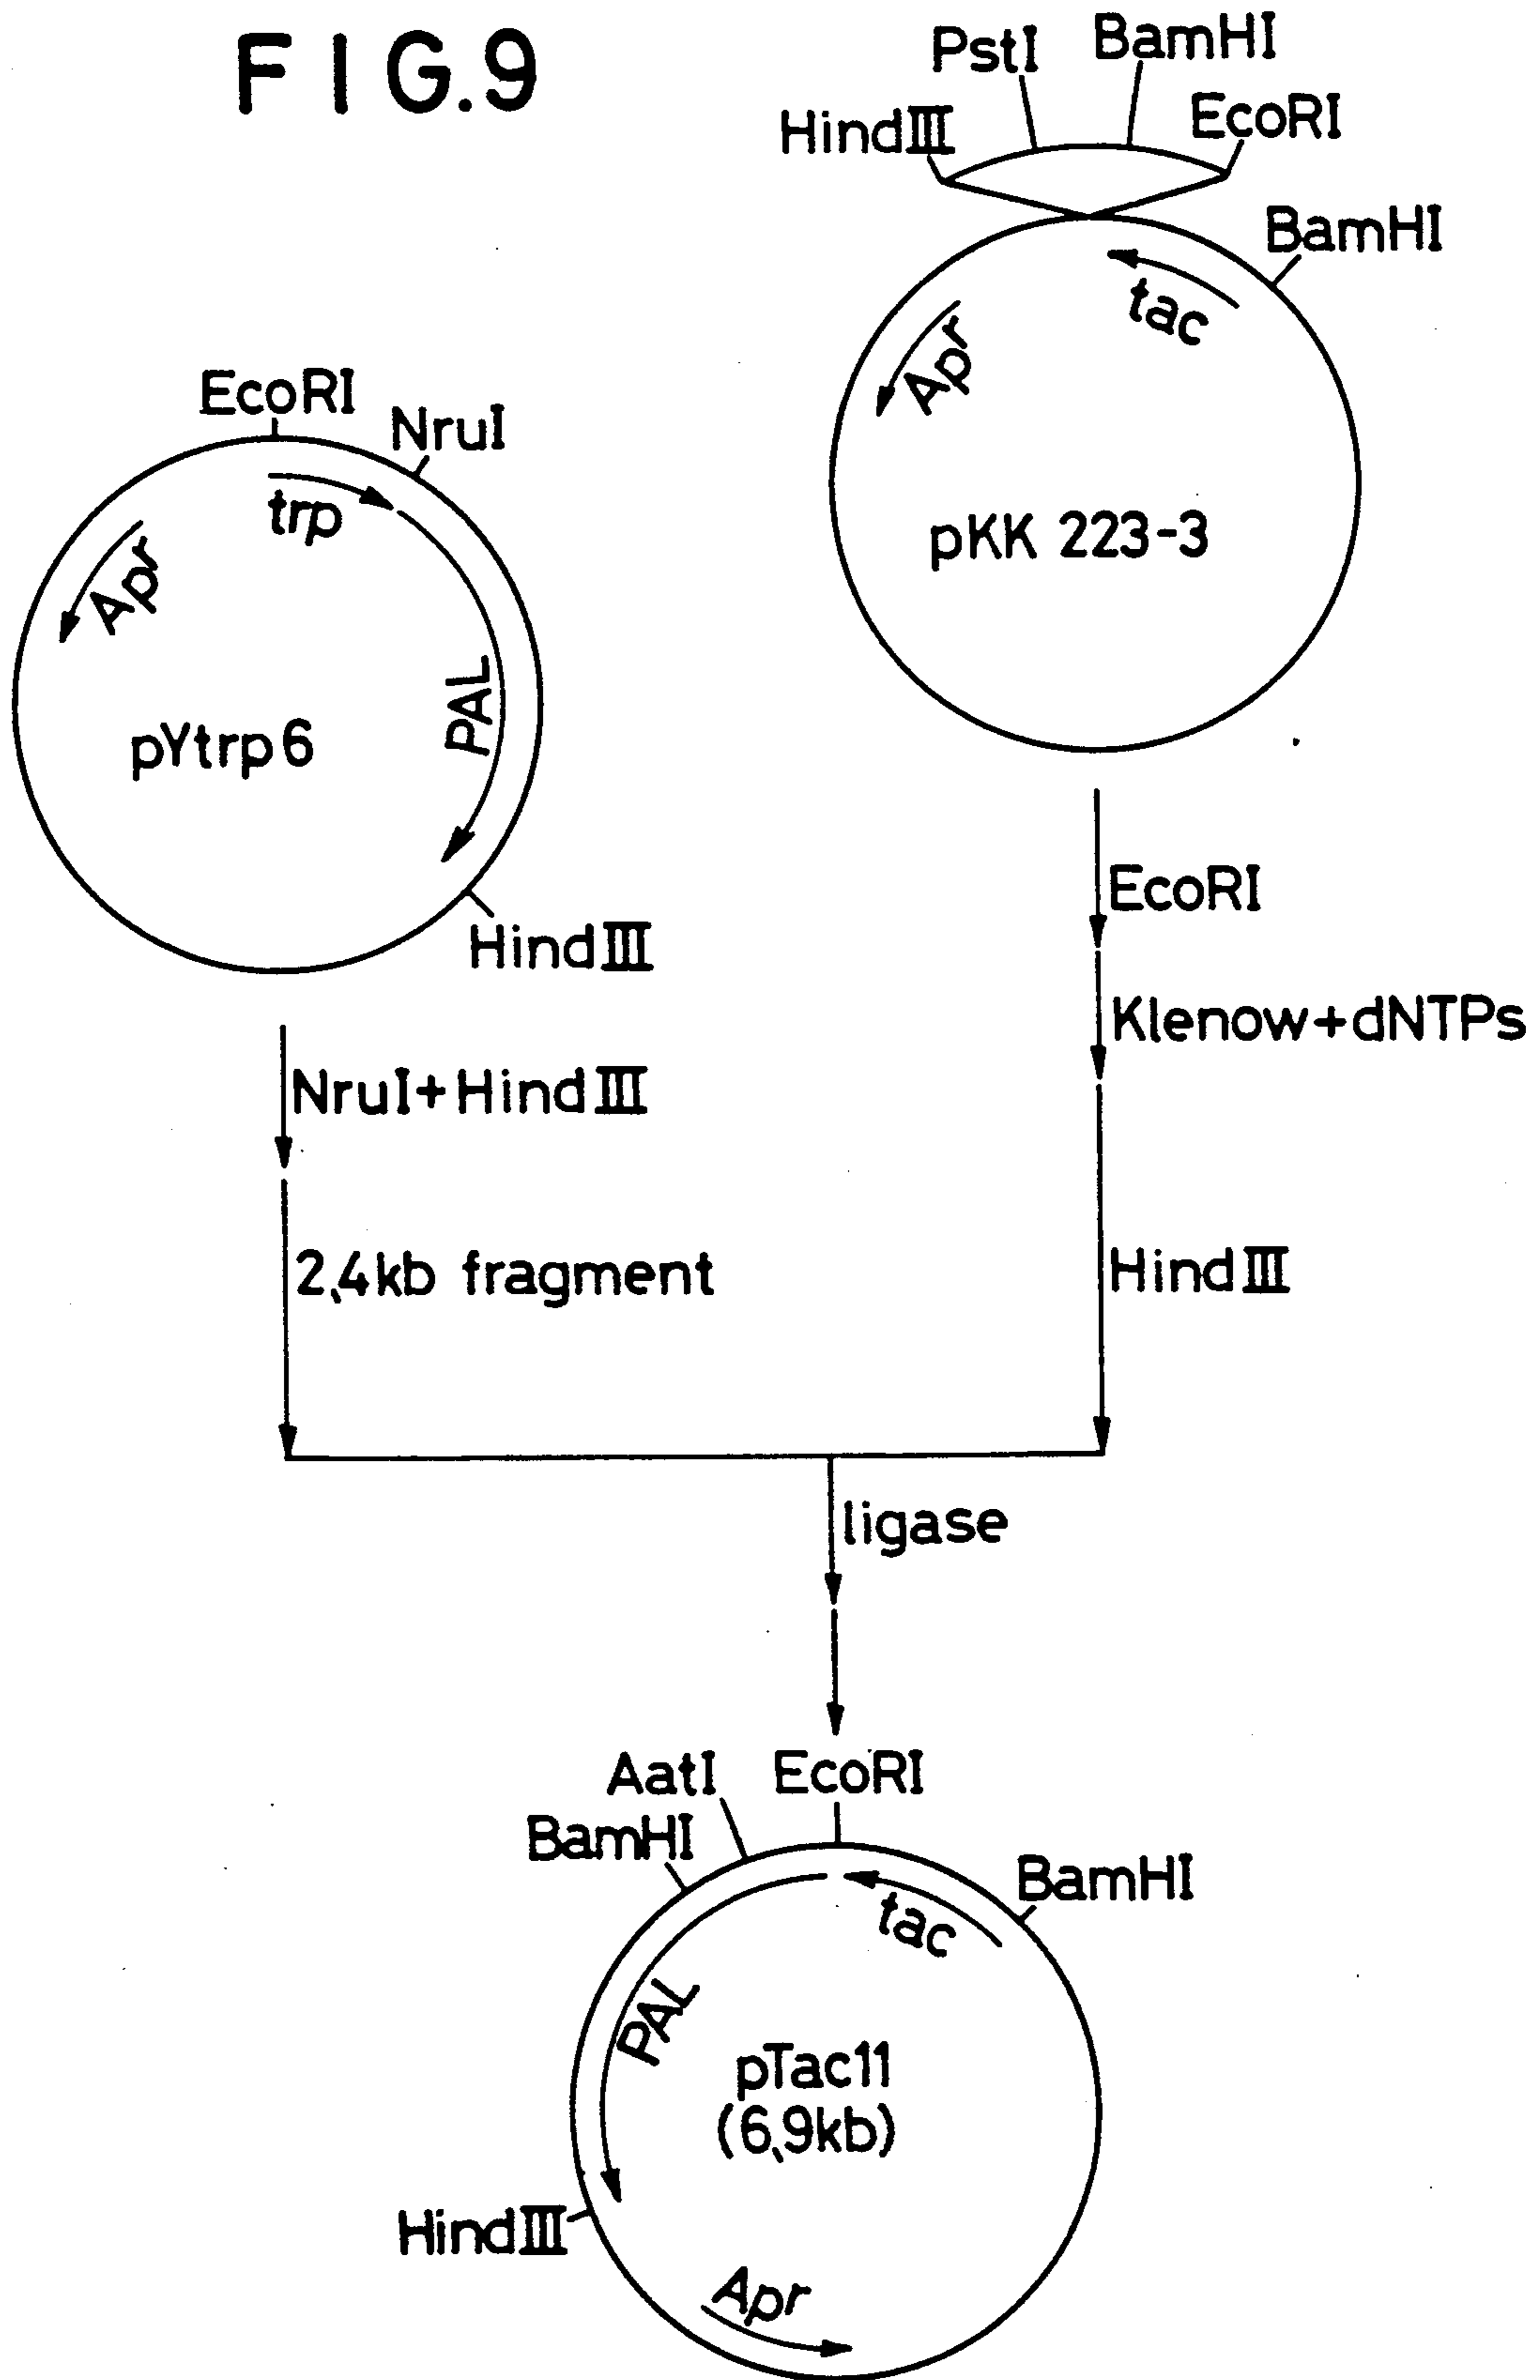 FIG.9
PstI
BamHI
HindIII
EcoRI
BamHI
tac
Apr
pKK 223-3
EcoRI
NruI
trp
Apr
PAL
pYtrp6
HindIII
EcoRI
Klenow+dNTPs
HindIII
NruI+HindIII
2,4kb fragment
ligase
AatI
EcoRI
BamHI
BamHI
tac
PAL
pTac11
(6,9kb)
HindIII
Apr